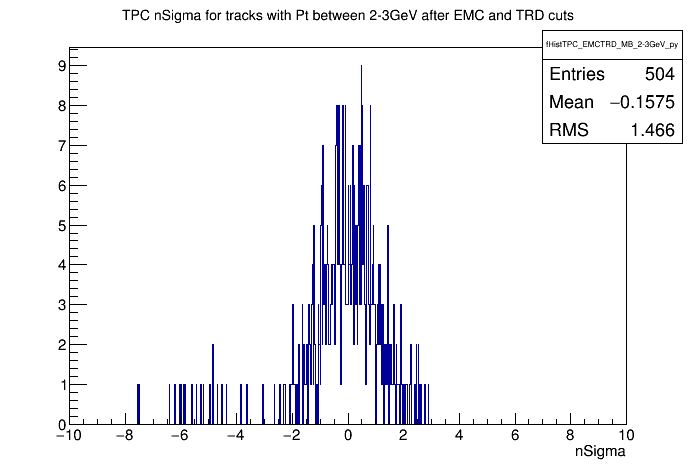 TPC nSigma for tracks with Pt between 2-3GeV after EMC and TRD cuts
fHistTPC_EMCTRD_MB_2-3GeV_py
Entries 504
Mean −0.1575
RMS 1.466
9
8
7
6
5
4
3
2
1
0
−10 −8 −6 −4 −2 0 2 4 6 8 10
nSigma